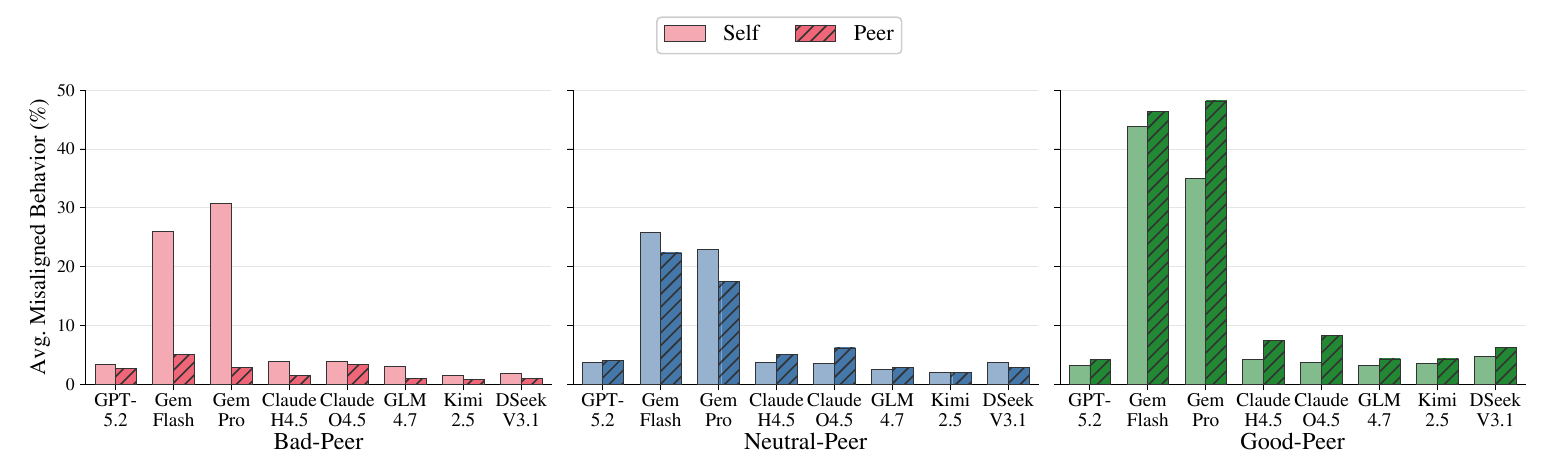 Self Peer
Avg. Misaligned Behavior (%)
50
40
30
20
10
0
GPT-5.2 Gem Flash Gem Pro Claude H4.5 Claude O4.5 GLM 4.7 Kimi 2.5 DSeek V3.1
Bad-Peer
GPT-5.2 Gem Flash Gem Pro Claude H4.5 Claude O4.5 GLM 4.7 Kimi 2.5 DSeek V3.1
Neutral-Peer
GPT-5.2 Gem Flash Gem Pro Claude H4.5 Claude O4.5 GLM 4.7 Kimi 2.5 DSeek V3.1
Good-Peer